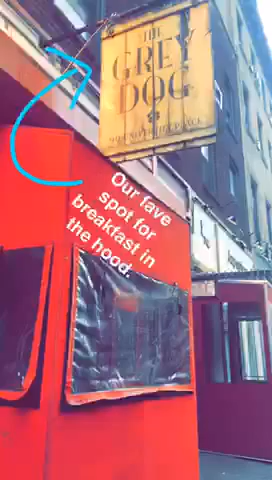 THE
GREY
DOG
Our fave
spot for
breakfast in
the hood.